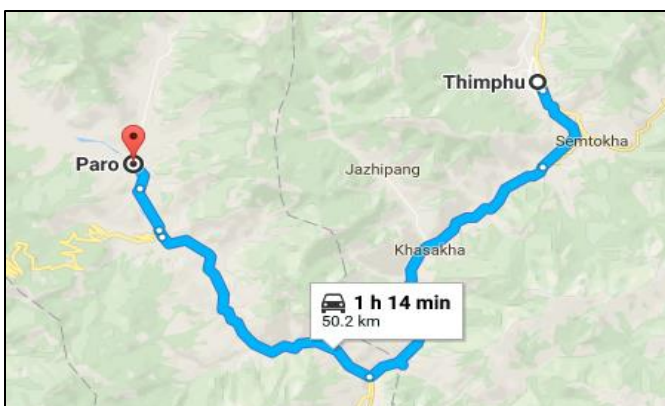 Thimphu
Semtokha
Paro
Jazhipang
Khasakha
1 h 14 min
50.2 km